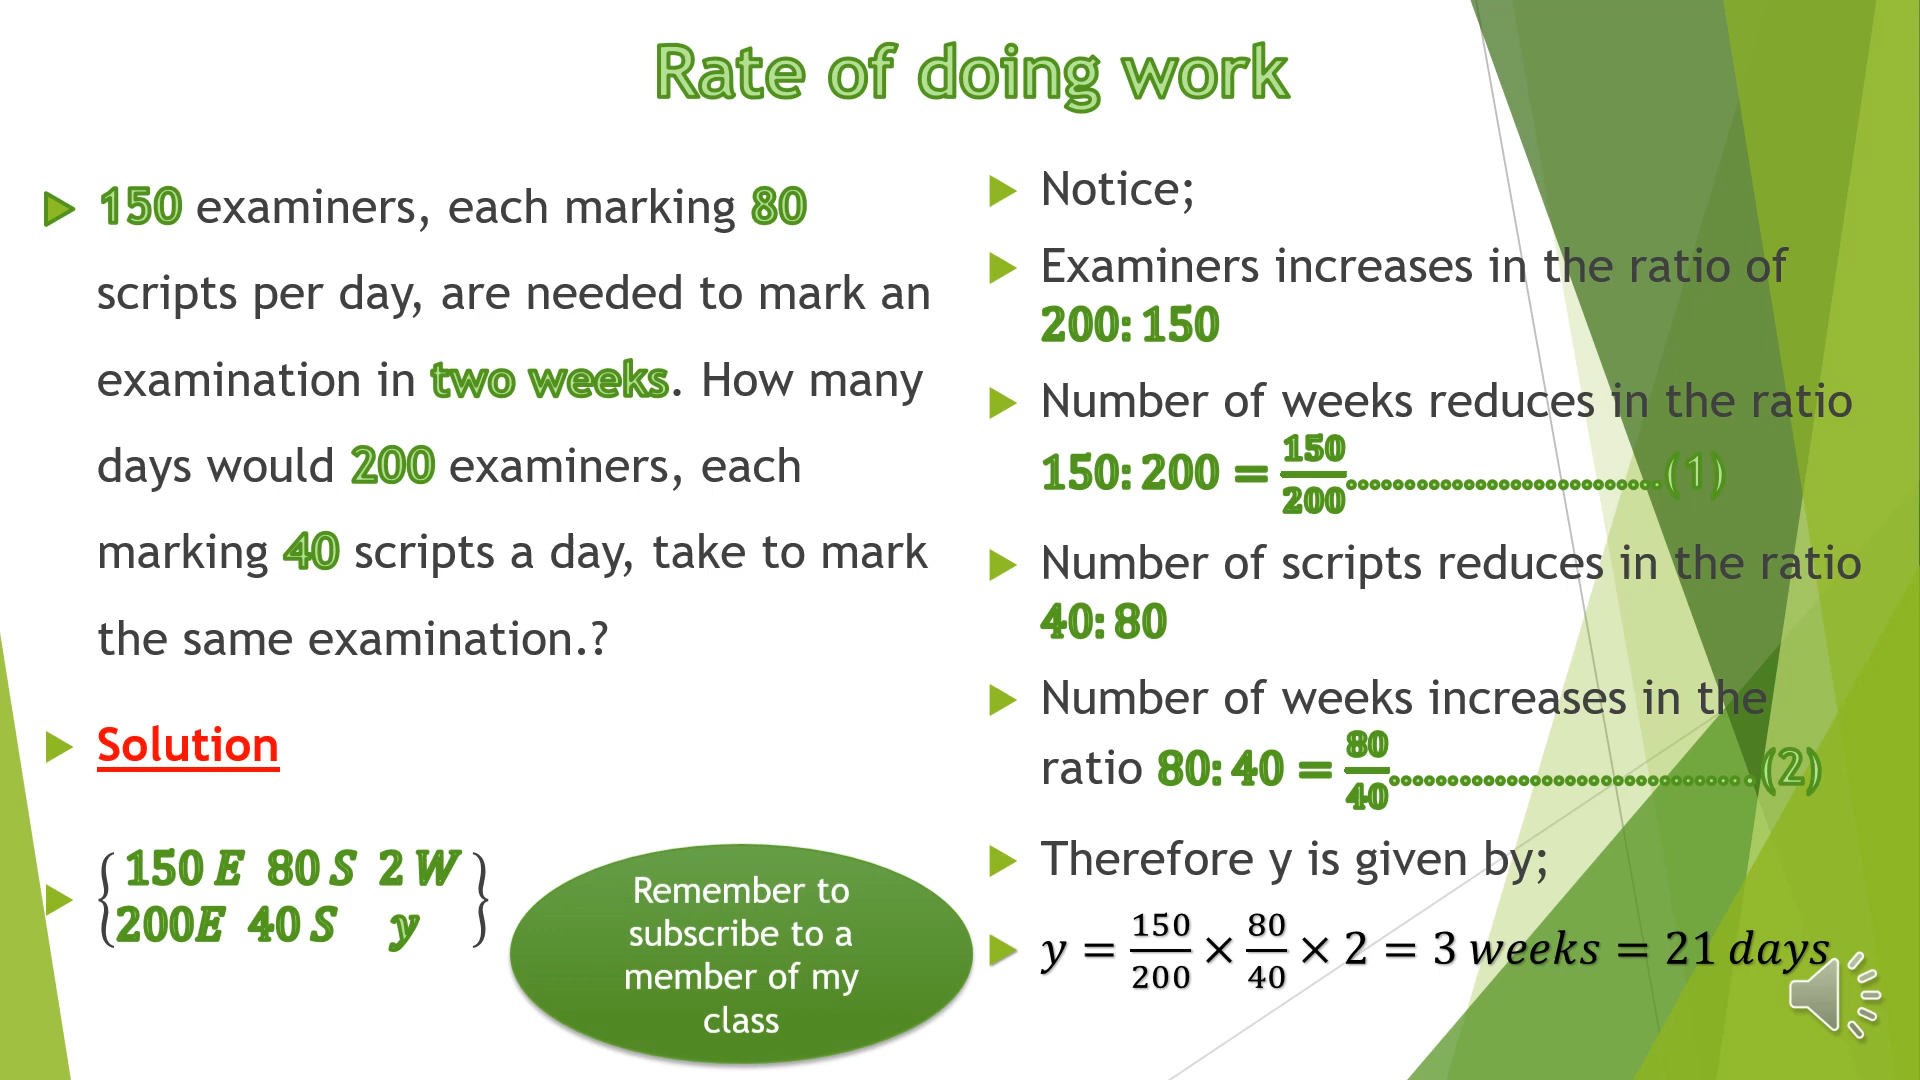 Rate of doing work
150 examiners, each marking 80
scripts per day, are needed to mark an
examination in two weeks. How many
days would 200 examiners, each
marking 40 scripts a day, take to mark
the same examination.?
Solution
{150 E 80 S 2 W
200E 40 S y}
Remember to
subscribe to a
member of my
class
Notice;
Examiners increases in the ratio of
200: 150
Number of weeks reduces in the ratio
150: 200 = 150/200...........................(1)
Number of scripts reduces in the ratio
40: 80
Number of weeks increases in the
ratio 80: 40 = 80/40...............................(2)
Therefore y is given by;
y = 150/200 × 80/40 × 2 = 3 weeks = 21 days